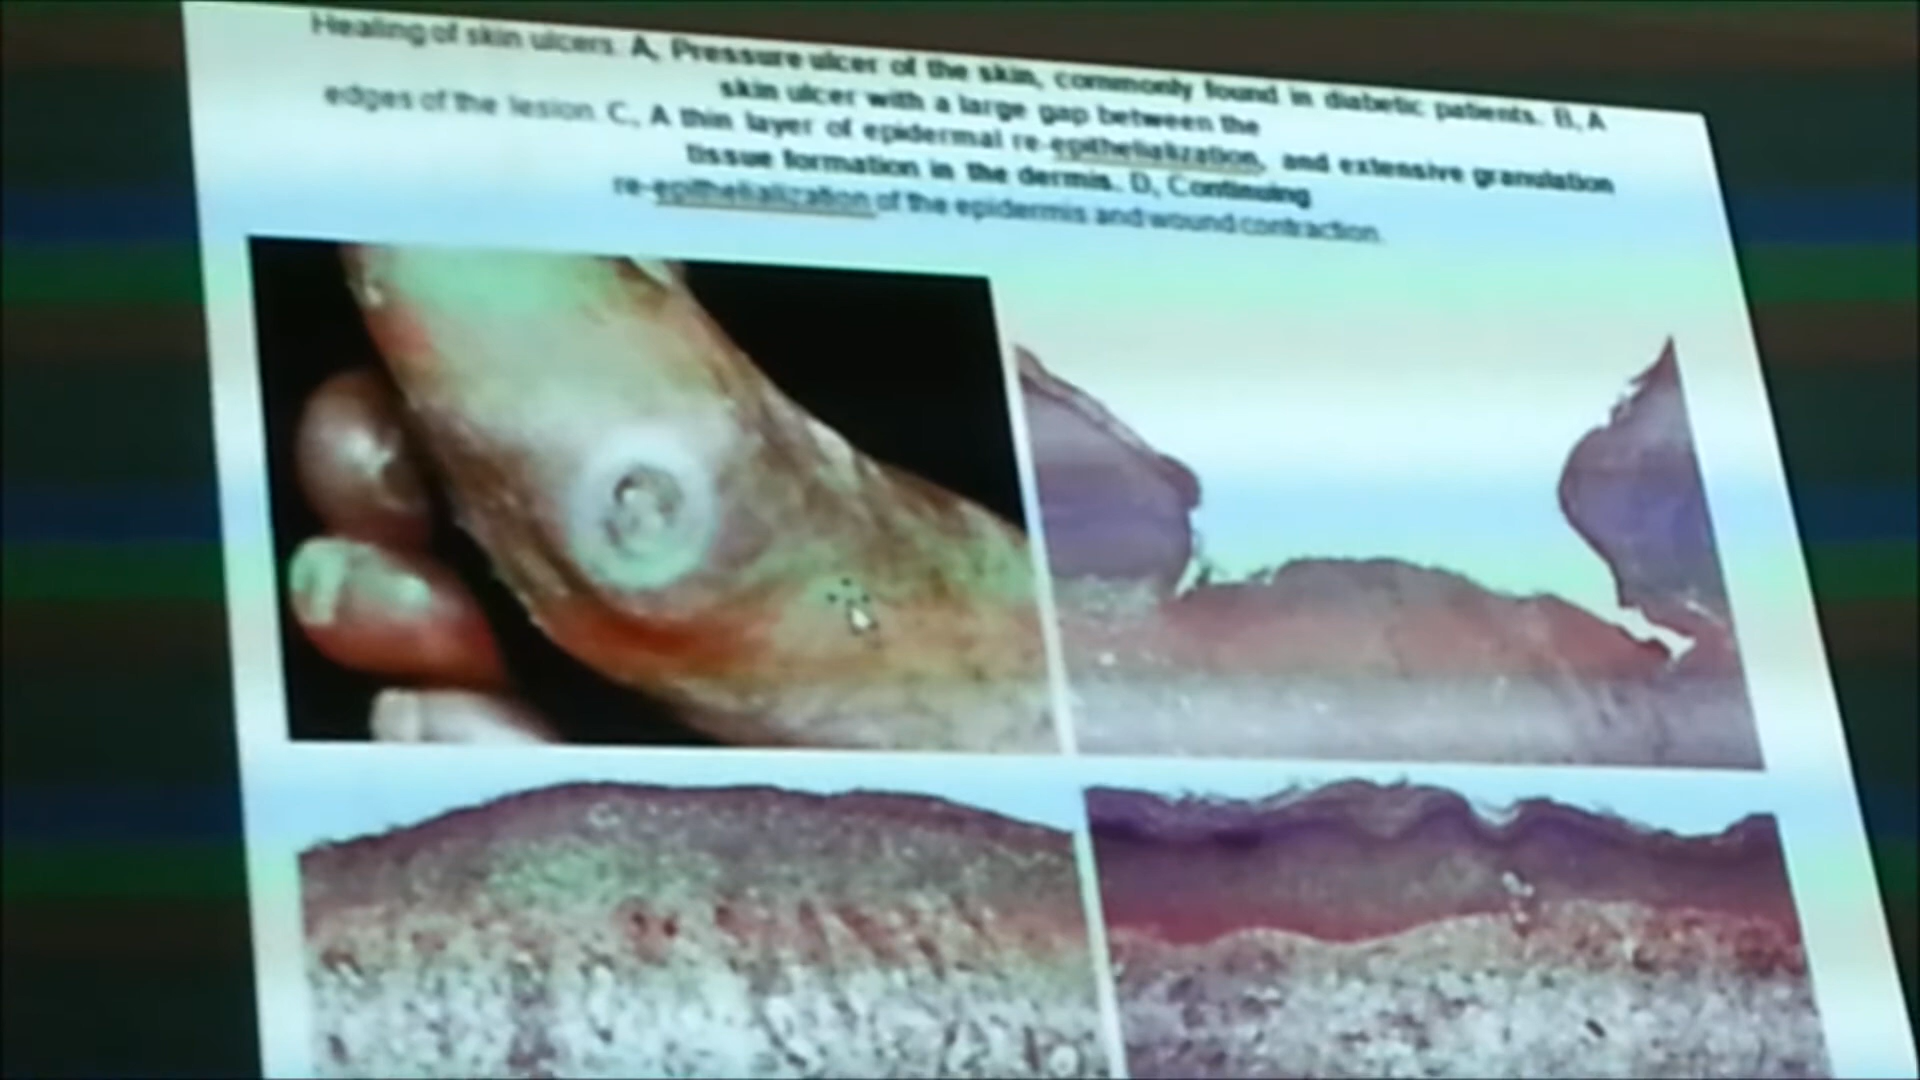 Healing of skin ulcers. A, Pressure ulcer of the skin, commonly found in diabetic patients. B, A
skin ulcer with a large gap between the
edges of the lesion. C, A thin layer of epidermal re-epithelialization, and extensive granulation
tissue formation in the dermis. D, Continuing
re-epithelialization of the epidermis and wound contraction.